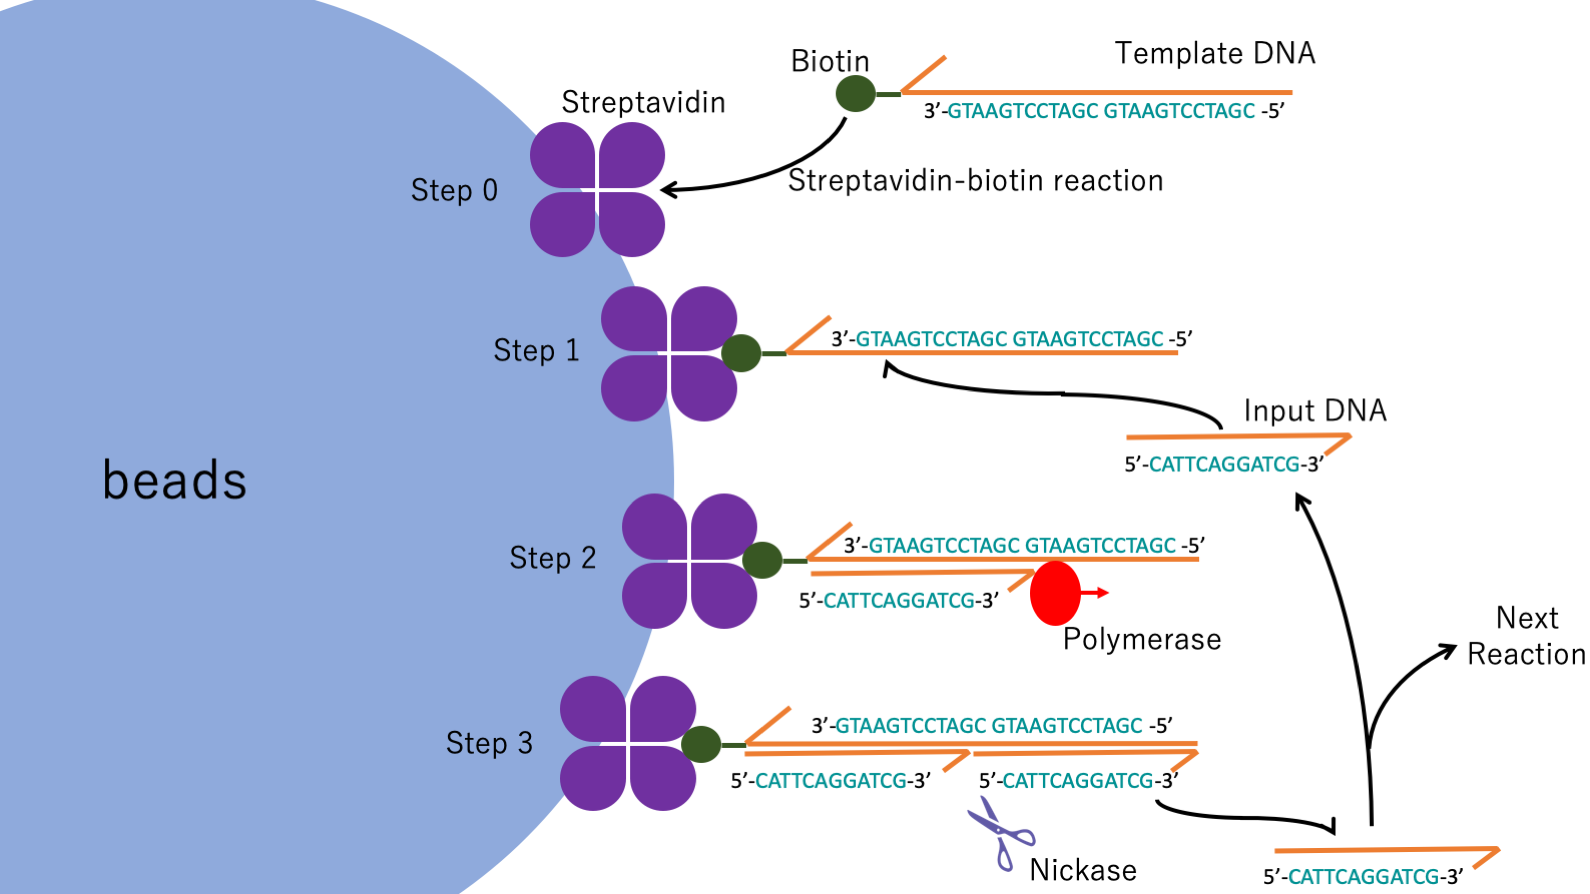 Biotin
Template DNA
Streptavidin
3’-GTAAGTCCTAGC GTAAGTCCTAGC -5’
Step 0
Streptavidin-biotin reaction
Step 1
3’-GTAAGTCCTAGC GTAAGTCCTAGC -5’
Input DNA
5’-CATTCAGGATCG-3’
beads
Step 2
3’-GTAAGTCCTAGC GTAAGTCCTAGC -5’
5’-CATTCAGGATCG-3’
Polymerase
Next
Reaction
Step 3
3’-GTAAGTCCTAGC GTAAGTCCTAGC -5’
5’-CATTCAGGATCG-3’
5’-CATTCAGGATCG-3’
Nickase
5’-CATTCAGGATCG-3’